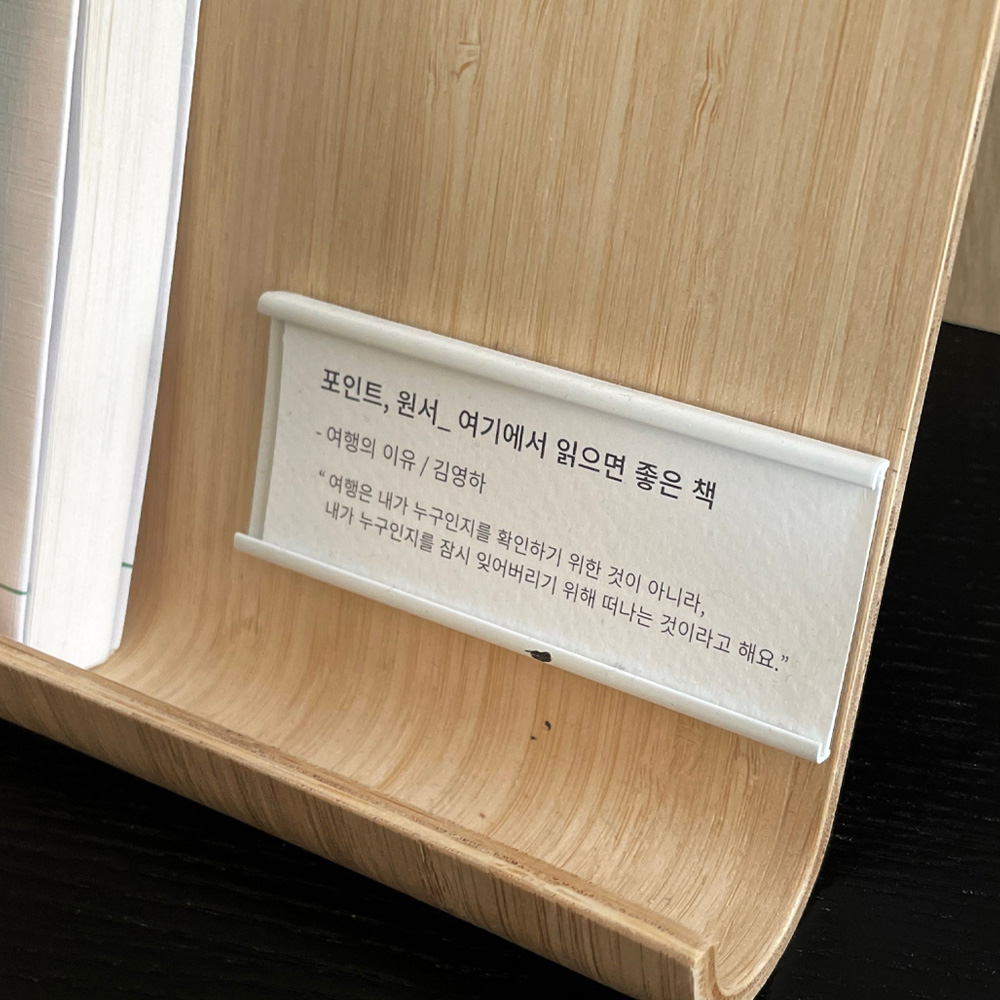 포인트, 원서_ 여기에서 읽으면 좋은 책
- 여행의 이유 / 김영하
“ 여행은 내가 누구인지를 확인하기 위한 것이 아니라,
내가 누구인지를 잠시 잊어버리기 위해 떠나는 것이라고 해요.”